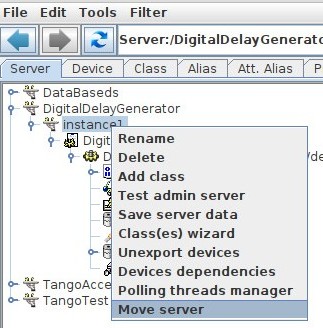 File Edit Tools Filter
Server:/DigitalDelayGenerato
Server Device Class Alias Att. Alias P
DataBaseds
DigitalDelayGenerator
instance1
Digit
Rename
Delete
Add class
Test admin server
Save server data
Class(es) wizard
Unexport devices
Devices dependencies
Polling threads manager
Move server
TangoAcce
TangoTest